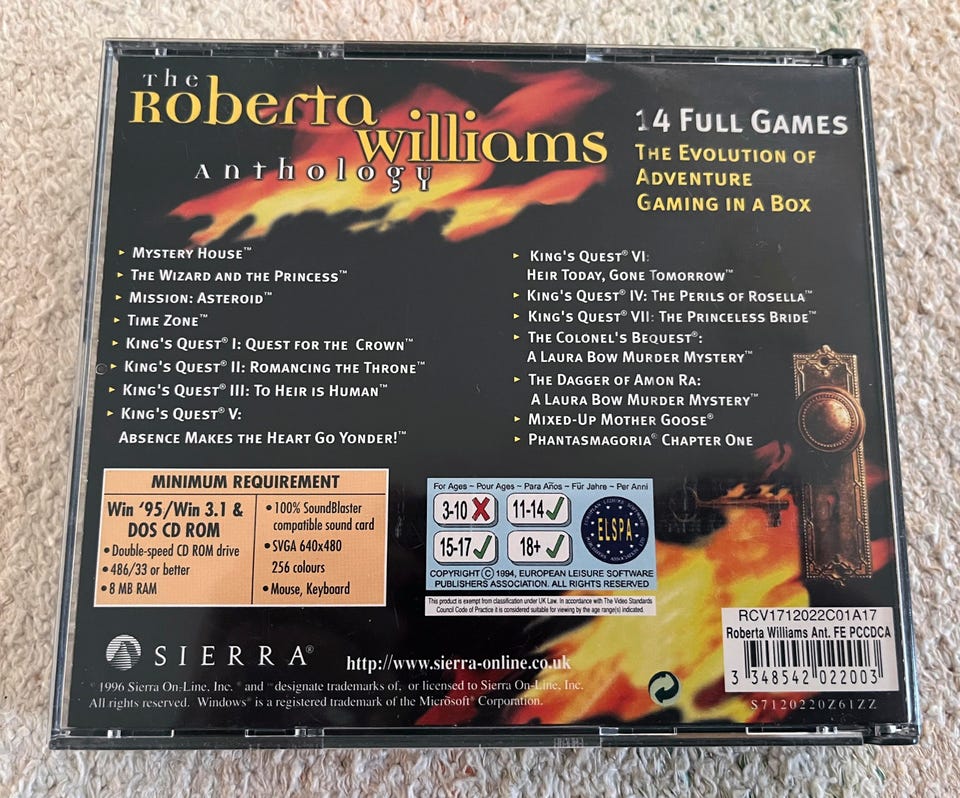 The
Roberta
Williams
Anthology
14 Full Games
The Evolution of
Adventure
Gaming in a Box
▸ Mystery House™
▸ The Wizard and the Princess™
▸ Mission: Asteroid™
▸ Time Zone™
▸ King's Quest® I: Quest for the Crown™
▸ King's Quest® II: Romancing the Throne™
▸ King's Quest® III: To Heir is Human™
▸ King's Quest® V:
Absence Makes the Heart Go Yonder!™
▸ King's Quest® VI:
Heir Today, Gone Tomorrow™
▸ King's Quest® IV: The Perils of Rosella™
▸ King's Quest® VII: The Princeless Bride™
▸ The Colonel's Bequest®:
A Laura Bow Murder Mystery™
▸ The Dagger of Amon Ra:
A Laura Bow Murder Mystery™
▸ Mixed-Up Mother Goose®
▸ Phantasmagoria® Chapter One
MINIMUM REQUIREMENT
Win '95/Win 3.1 &
DOS CD ROM
• Double-speed CD ROM drive
• 486/33 or better
• 8 MB RAM
• 100% SoundBlaster
compatible sound card
• SVGA 640x480
256 colours
• Mouse, Keyboard
For Ages ~ Pour Ages ~ Para Años ~ Für Jahre ~ Per Anni
3-10 11-14
15-17 18+
ELSPA
COPYRIGHT © 1994, EUROPEAN LEISURE SOFTWARE
PUBLISHERS ASSOCIATION. ALL RIGHTS RESERVED
This product is exempt from classification under UK Law. In accordance with The Video Standards
Council Code of Practice it is considered suitable for viewing by the age range(s) indicated.
RCV1712022C01A17
Roberta Williams Ant. FE PCCDCA
3 348542 022003
S7120220Z61ZZ
SIERRA®
http://www.sierra-online.co.uk
1996 Sierra On-Line, Inc. ® and ™ designate trademarks of, or licensed to Sierra On-Line, Inc.
All rights reserved. Windows® is a registered trademark of the Microsoft® Corporation.